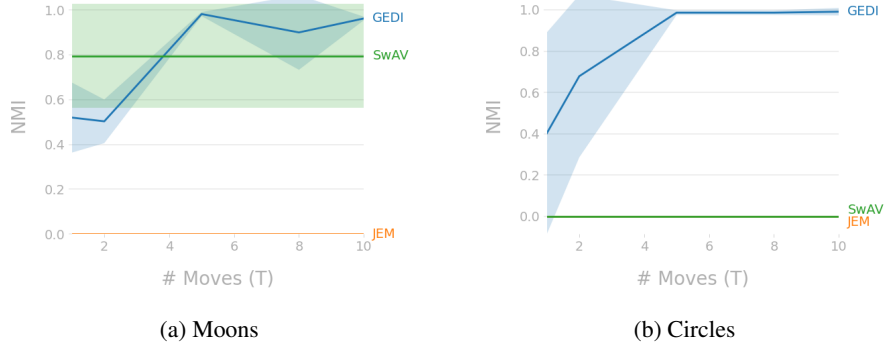 1.0
0.8
0.6
0.4
0.2
0.0
NMI
2
4
6
8
10
# Moves (T)
GEDI
SwAV
JEM
(a) Moons
1.0
0.8
0.6
0.4
0.2
0.0
NMI
2
4
6
8
10
# Moves (T)
GEDI
SwAV
JEM
(b) Circles